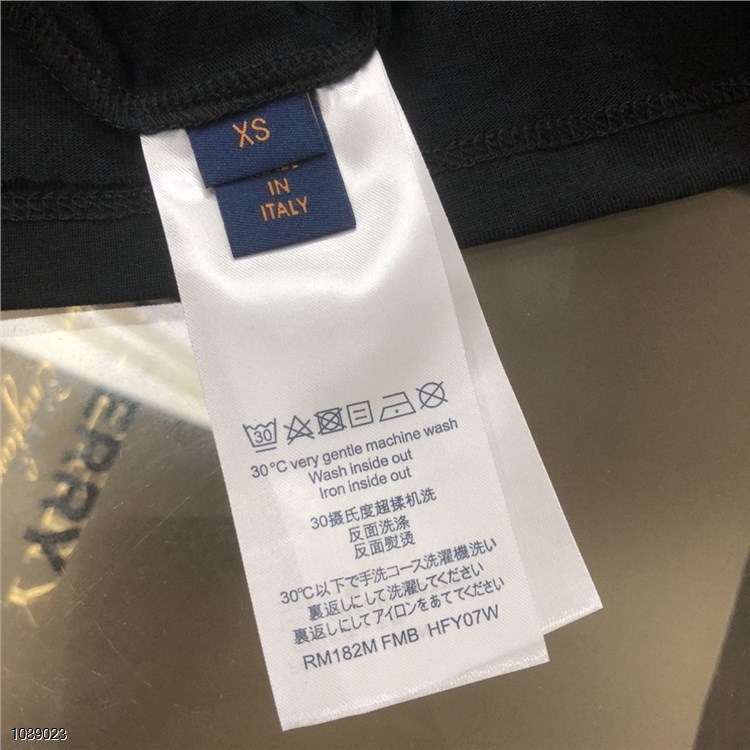 XS
IN
ITALY
30
30°C very gentle machine wash
Wash inside out
Iron inside out
30摄氏度超揉机洗
反面洗涤
反面熨烫
30℃以下で手洗コース洗濯機洗い
裏返しにして洗濯してください
裏返しにしてアイロンをあててください
RM182M FMB HFY07W
ERRY
1089023